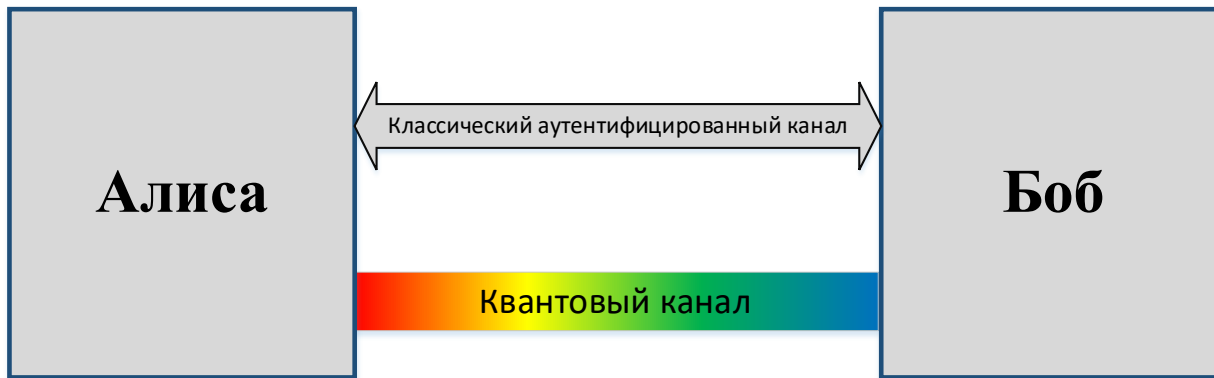 Классический аутентифицированный канал
Алиса
Боб
Квантовый канал